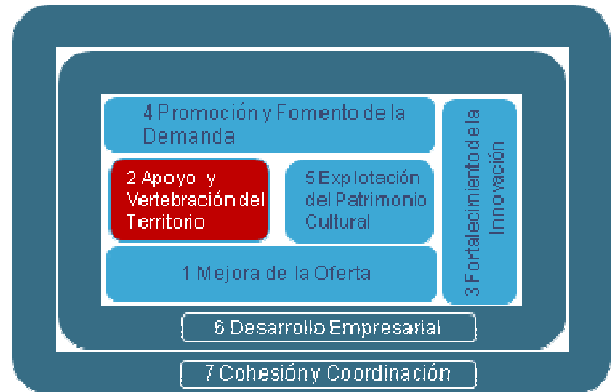 4 Promoción y Fomento de la
Demanda
2 Apoyo y
Vertebración del
Territorio
5 Explotación
del Patrimonio
Cultural
3 Fortalecimiento de la
Innovación
1 Mejora de la Oferta
6 Desarrollo Empresarial
7 Cohesión y Coordinación